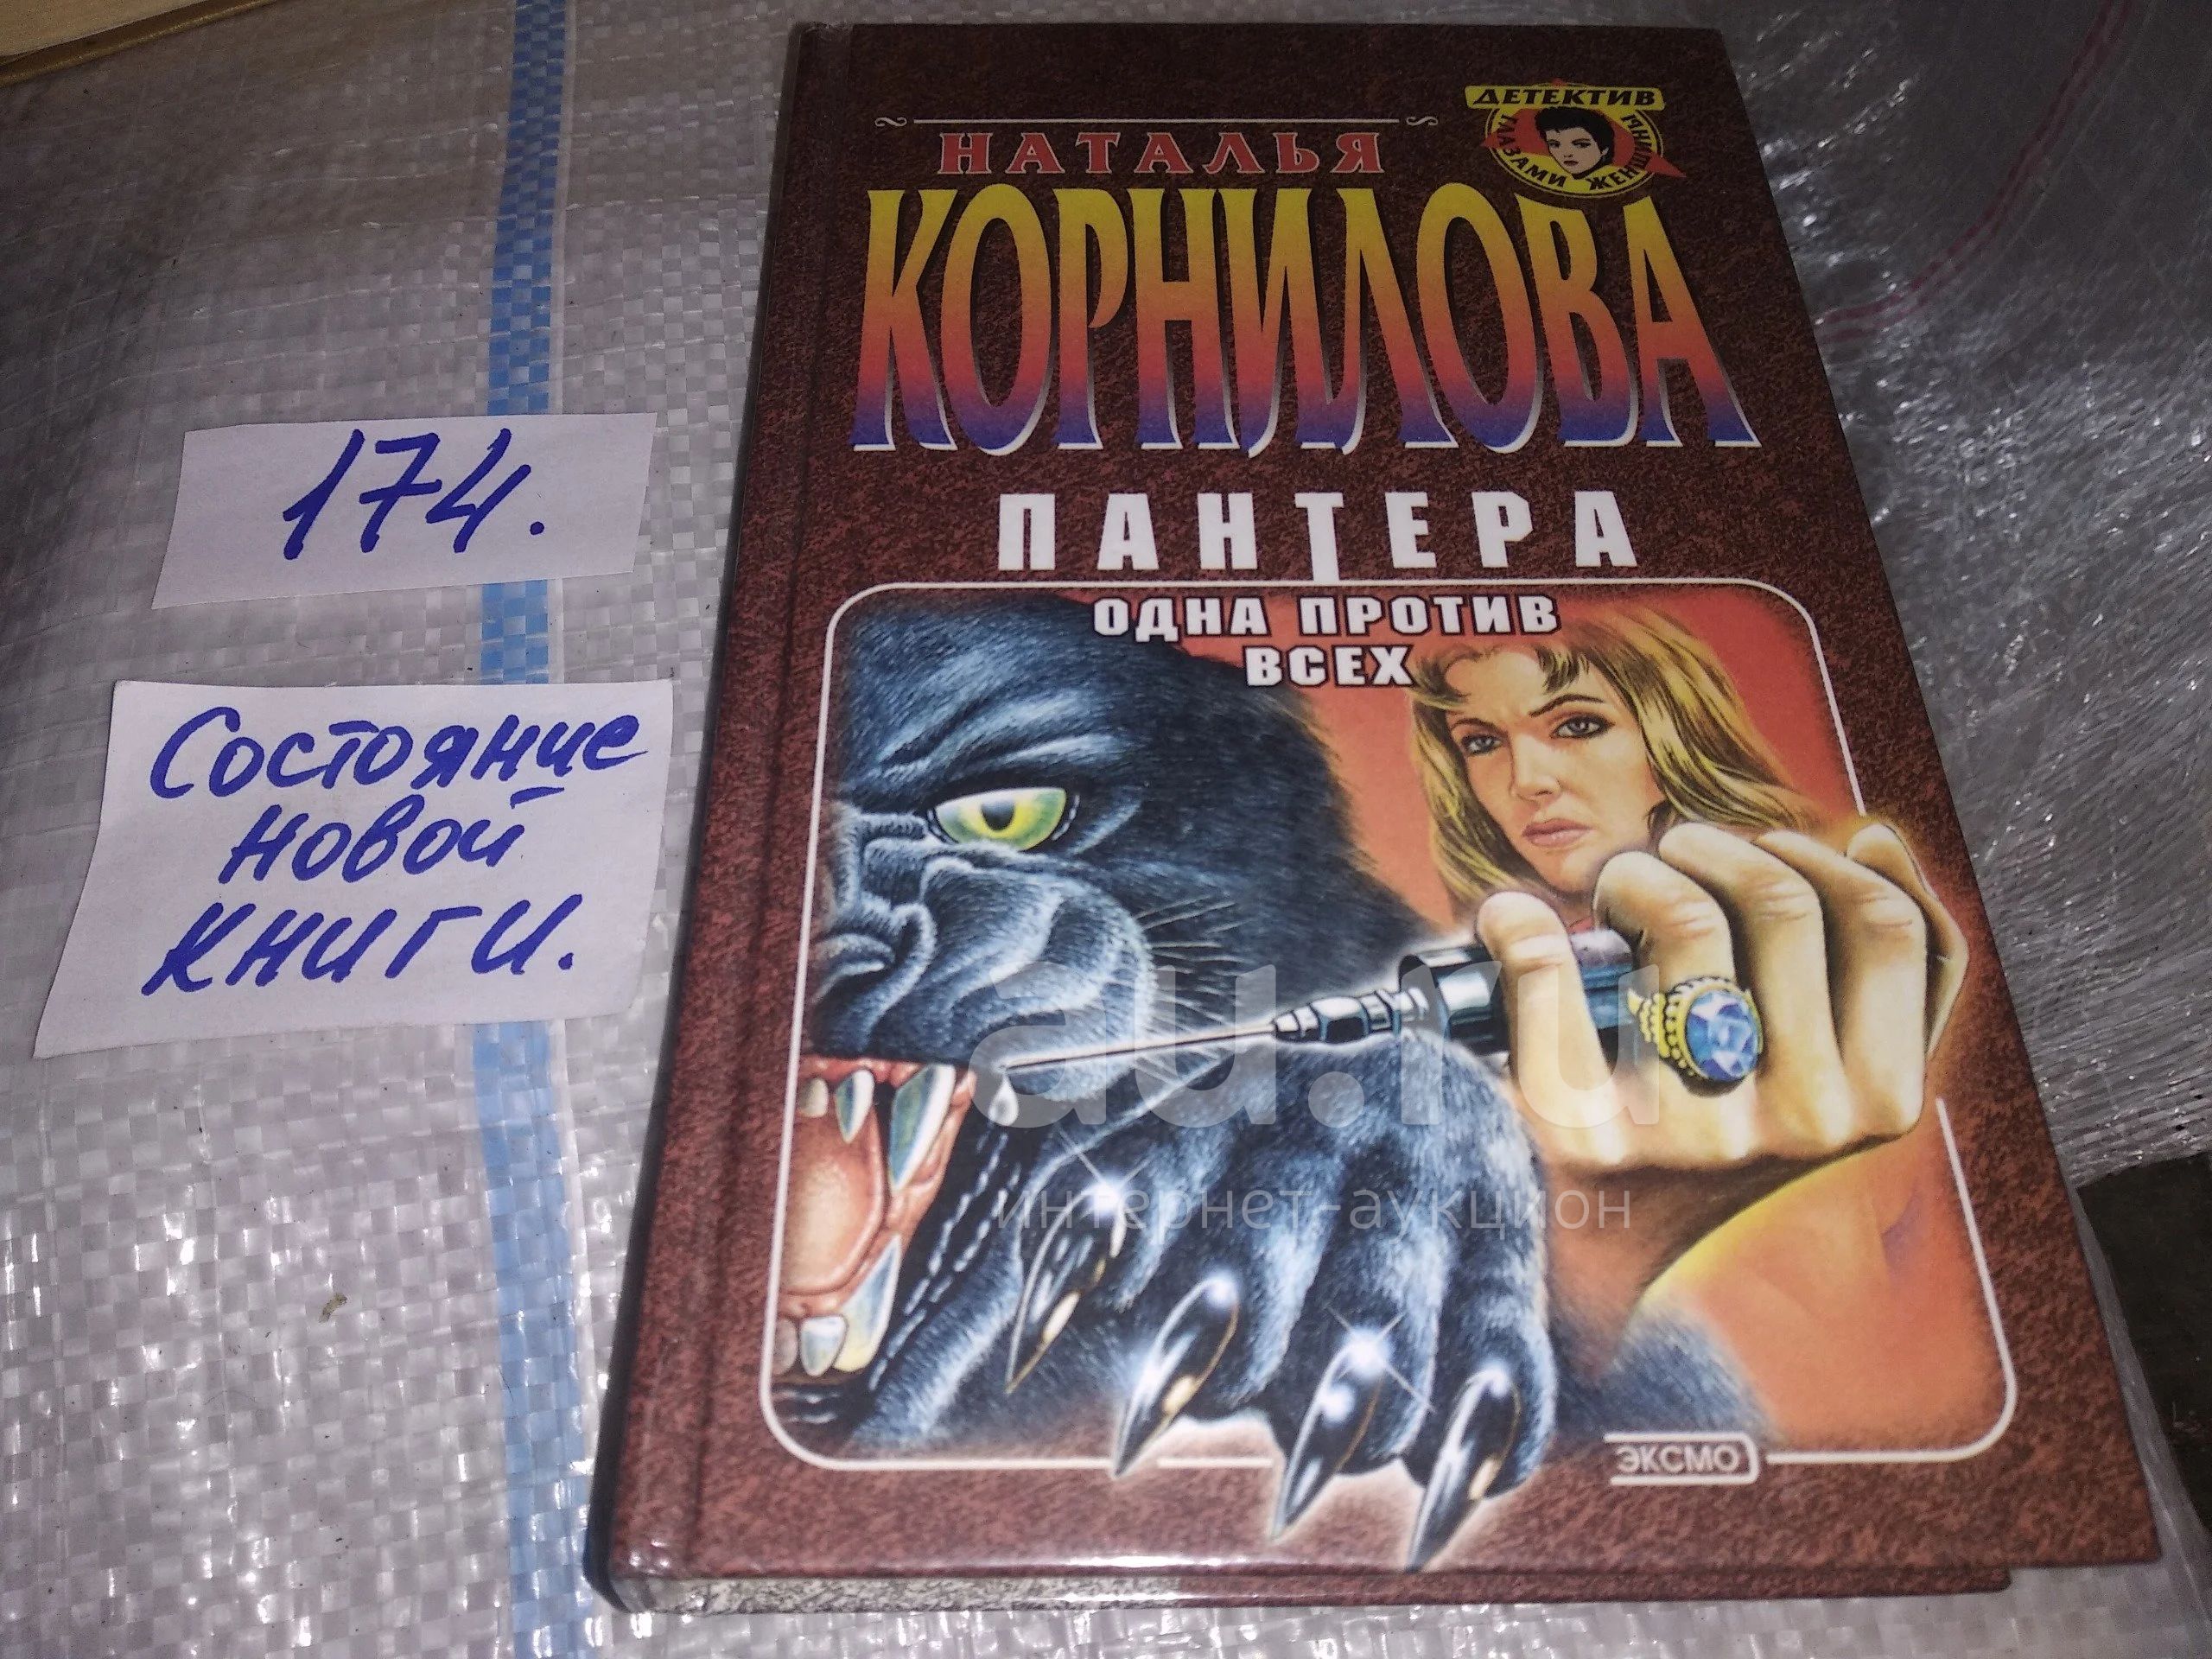 174.
Состояние
новой
книги.
ДЕТЕКТИВ
ГЛАЗАМИ ЖЕНЩИНЫ
НАТАЛЬЯ
КОРНИЛОВА
ПАНТЕРА
ОДНА ПРОТИВ
ВСЕХ
au.ru
интернет-аукцион
ЭКСМО